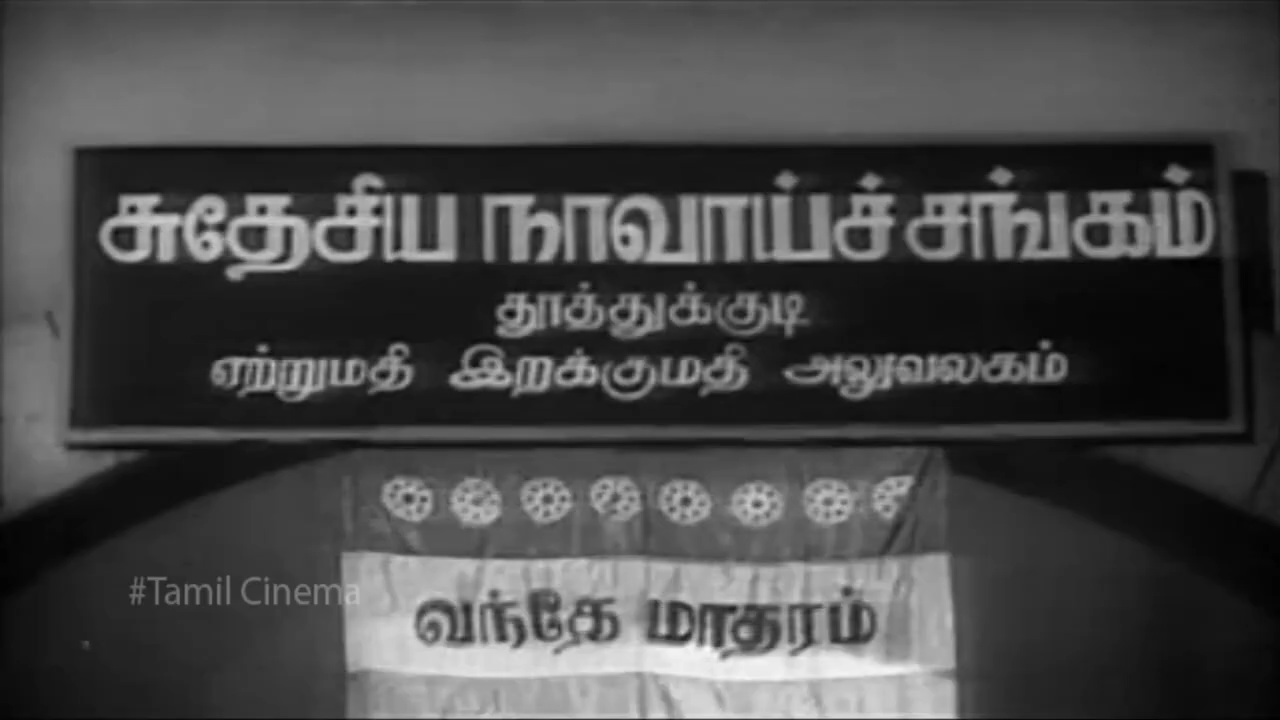 சுதேசிய நாவாய்ச்சங்கம்
தூத்துக்குடி
ஏற்றுமதி இறக்குமதி அலுவலகம்
வந்தே மாதரம்
#Tamil Cinema